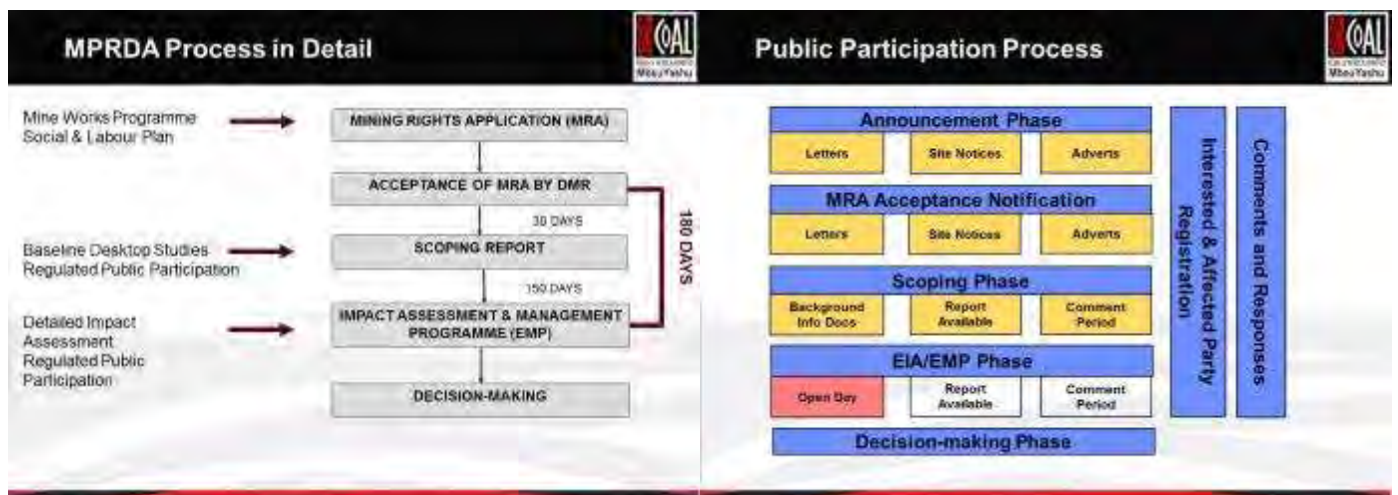 MPRDA Process in Detail
COAL
Mbeu Yashu
Mine Works Programme
Social & Labour Plan
MINING RIGHTS APPLICATION (MRA)
ACCEPTANCE OF MRA BY DMR
30 DAYS
Baseline Desktop Studies
Regulated Public Participation
SCOPING REPORT
150 DAYS
180 DAYS
Detailed Impact
Assessment
Regulated Public
Participation
IMPACT ASSESSMENT & MANAGEMENT
PROGRAMME (EMP)
DECISION-MAKING
Public Participation Process
COAL
Mbeu Yashu
Announcement Phase
Letters
Site Notices
Adverts
MRA Acceptance Notification
Letters
Site Notices
Adverts
Scoping Phase
Background
Info Docs
Report
Available
Comment
Period
EIA/EMP Phase
Open Day
Report
Available
Comment
Period
Decision-making Phase
Interested & Affected Party
Registration
Comments and Responses